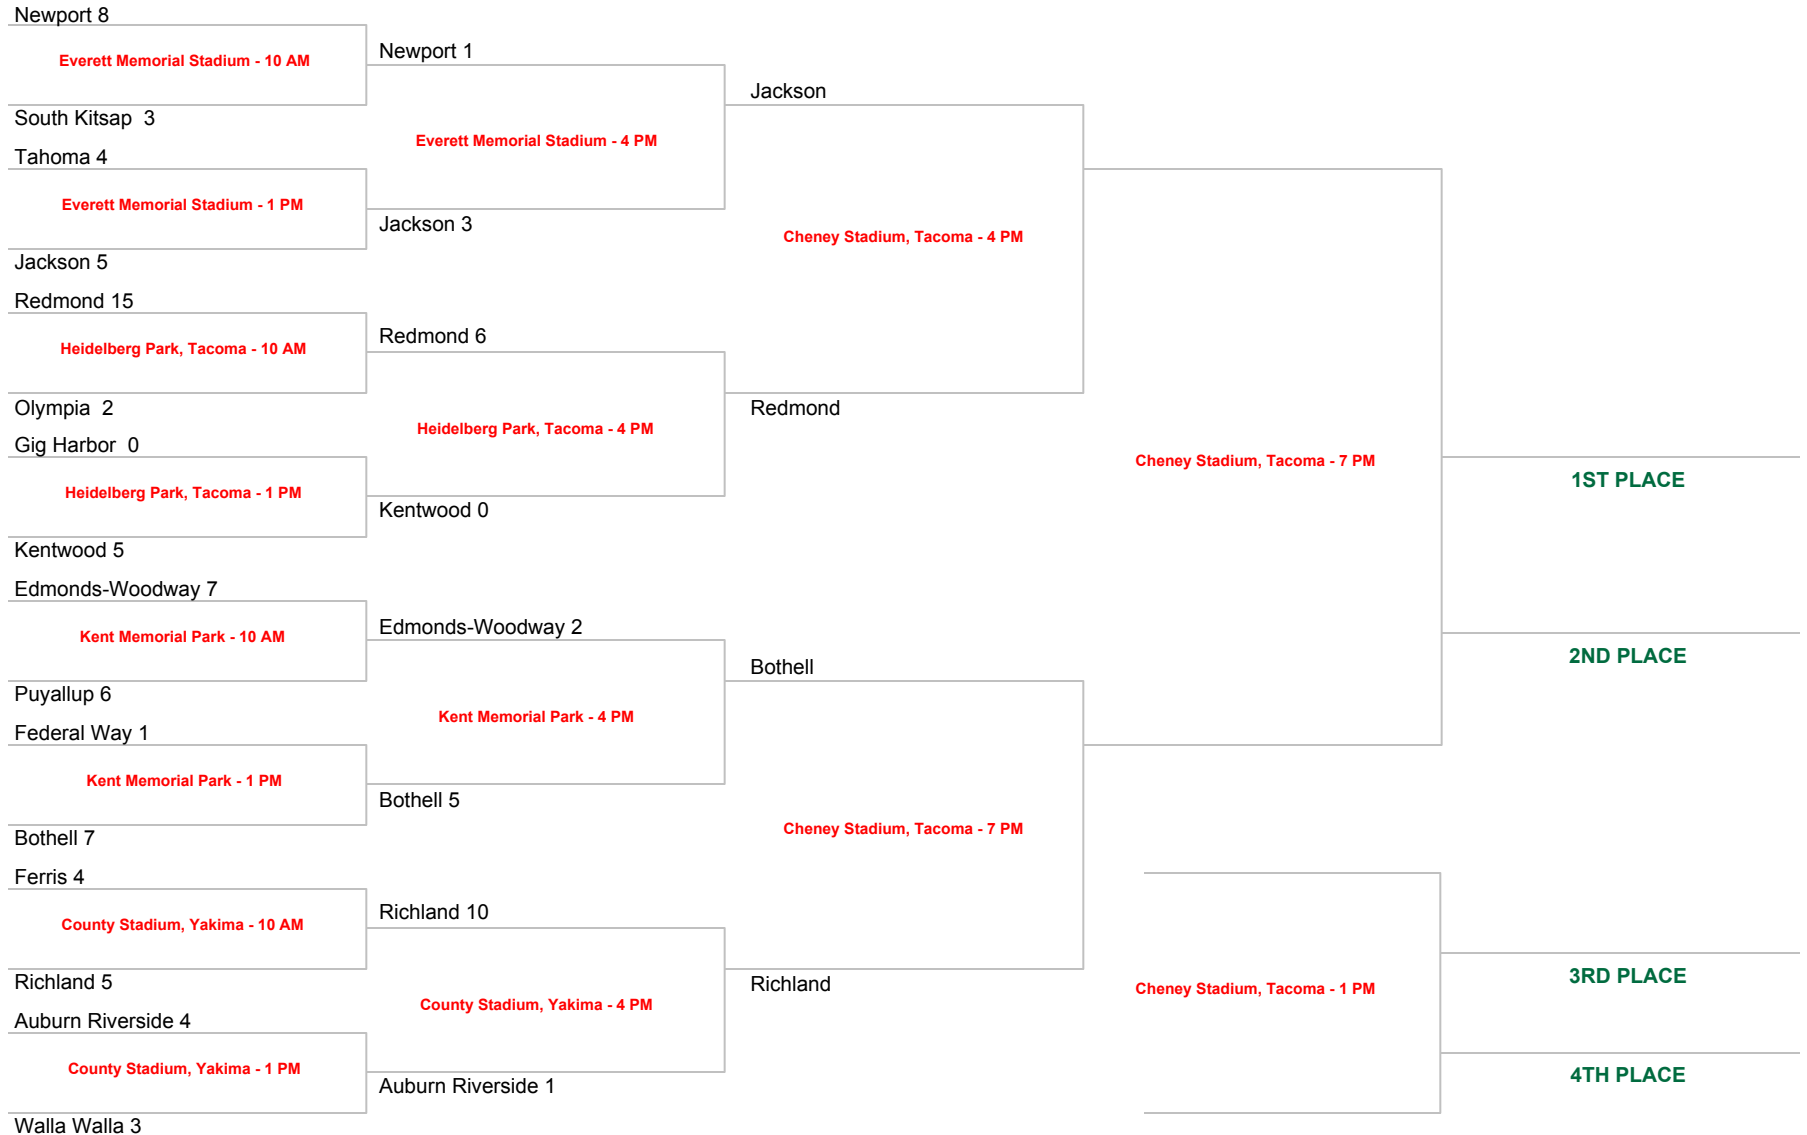 Newport 8
Everett Memorial Stadium - 10 AM
South Kitsap  3
Tahoma 4
Everett Memorial Stadium - 1 PM
Jackson 5
Redmond 15
Heidelberg Park, Tacoma - 10 AM
Olympia  2
Gig Harbor  0
Heidelberg Park, Tacoma - 1 PM
Kentwood 5
Edmonds-Woodway 7
Kent Memorial Park - 10 AM
Puyallup 6
Federal Way 1
Kent Memorial Park - 1 PM
Bothell 7
Ferris 4
County Stadium, Yakima - 10 AM
Richland 5
Auburn Riverside 4
County Stadium, Yakima - 1 PM
Walla Walla 3
Newport 1
Everett Memorial Stadium - 4 PM
Jackson 3
Redmond 6
Heidelberg Park, Tacoma - 4 PM
Kentwood 0
Edmonds-Woodway 2
Kent Memorial Park - 4 PM
Bothell 5
Richland 10
County Stadium, Yakima - 4 PM
Auburn Riverside 1
Jackson
Cheney Stadium, Tacoma - 4 PM
Redmond
Bothell
Cheney Stadium, Tacoma - 7 PM
Richland
Cheney Stadium, Tacoma - 7 PM
Cheney Stadium, Tacoma - 1 PM
1ST PLACE
2ND PLACE
3RD PLACE
4TH PLACE